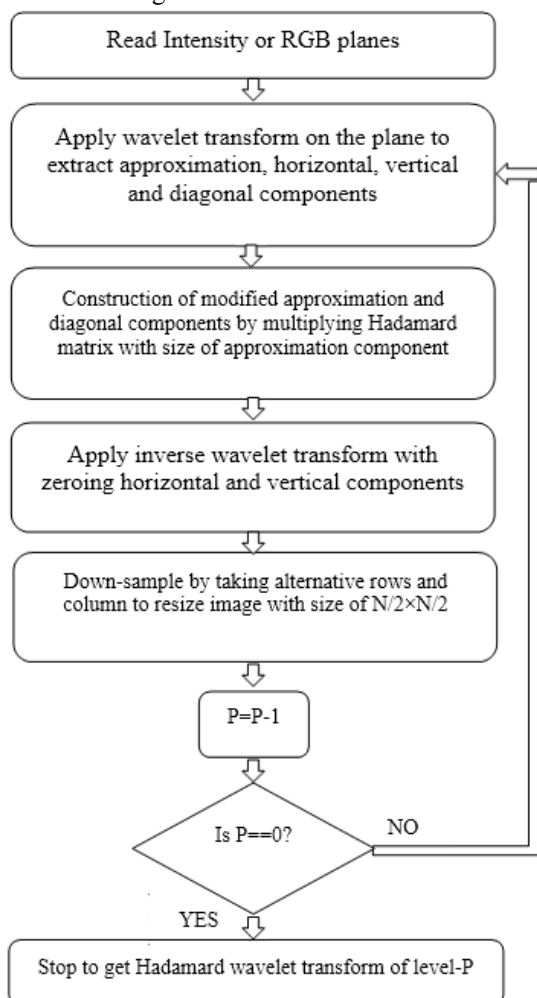 Read Intensity or RGB planes
Apply wavelet transform on the plane to
extract approximation, horizontal, vertical
and diagonal components
Construction of modified approximation and
diagonal components by multiplying Hadamard
matrix with size of approximation component
Apply inverse wavelet transform with
zeroing horizontal and vertical components
Down-sample by taking alternative rows and
column to resize image with size of N/2×N/2
P=P-1
Is P==0?
NO
YES
Stop to get Hadamard wavelet transform of level-P